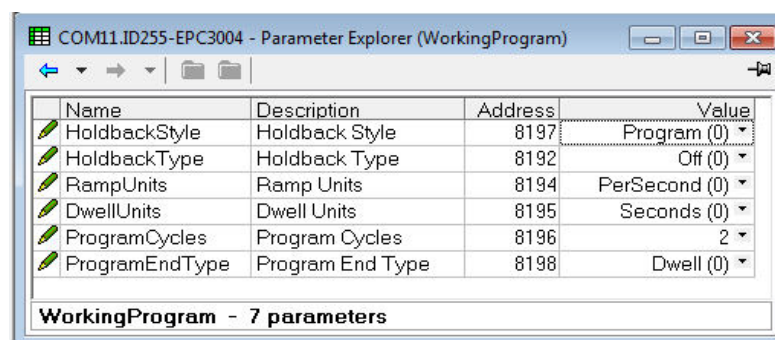 COM11.ID255-EPC3004 - Parameter Explorer (WorkingProgram)
Name Description Address Value
HoldbackStyle Holdback Style 8197 Program (0)
HoldbackType Holdback Type 8192 Off (0)
RampUnits Ramp Units 8194 PerSecond (0)
DwellUnits Dwell Units 8195 Seconds (0)
ProgramCycles Program Cycles 8196 2
ProgramEndType Program End Type 8198 Dwell (0)
WorkingProgram - 7 parameters